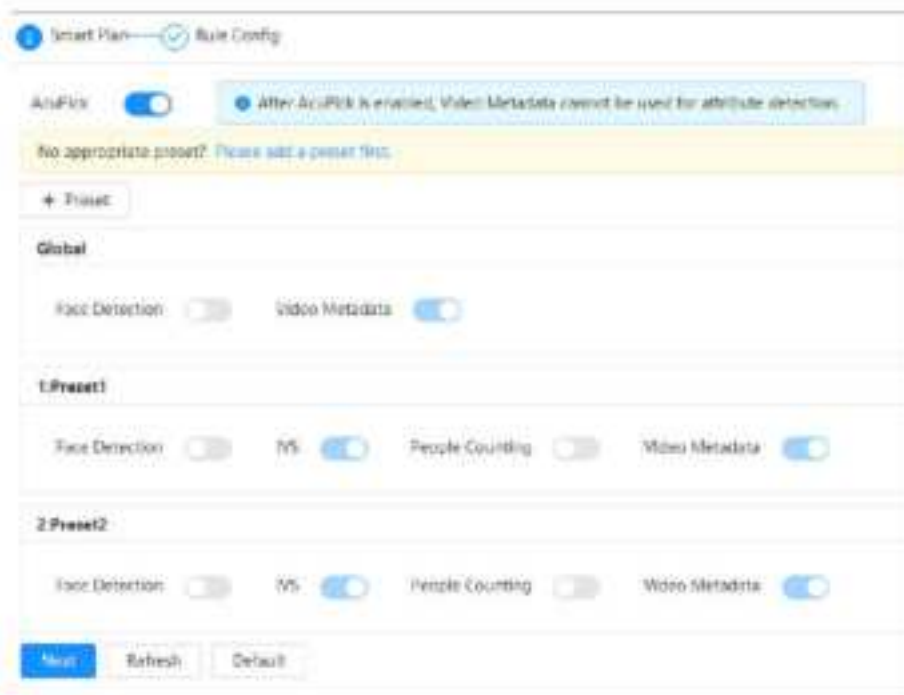 Smart Plan Rule Config
AcuPick After AcuPick is enabled, Video Metadata cannot be used for attribute detection.
No appropriate preset? Please add a preset first.
+ Preset
Global
Face Detection Video Metadata
1:Preset1
Face Detection IVS People Counting Video Metadata
2:Preset2
Face Detection IVS People Counting Video Metadata
Next Refresh Default